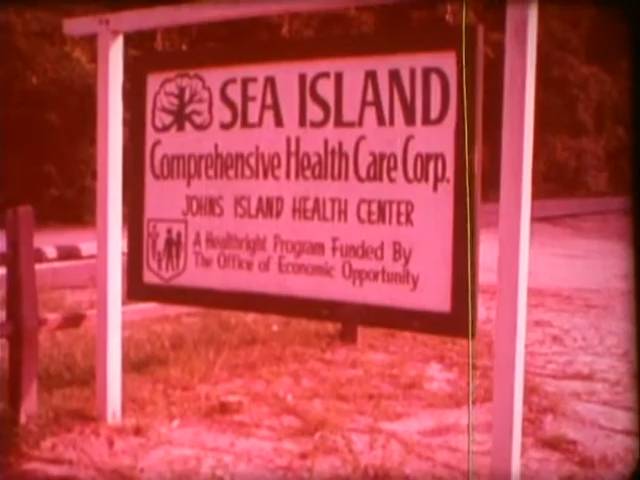 SEA ISLAND
Comprehensive Health Care Corp.
JOHNS ISLAND HEALTH CENTER
A Healthright Program Funded By
The Office of Economic Opportunity